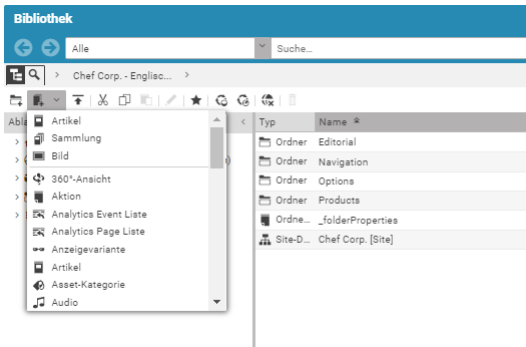 Bibliothek
Alle
Suche...
Chef Corp. - Englisc...
Abla
Typ
Name
Artikel
Sammlung
Bild
360°-Ansicht
Aktion
Analytics Event Liste
Analytics Page Liste
Anzeigevariante
Artikel
Asset-Kategorie
Audio
Ordner Editorial
Ordner Navigation
Ordner Options
Ordner Products
Ordne... _folderProperties
Site-D... Chef Corp. [Site]